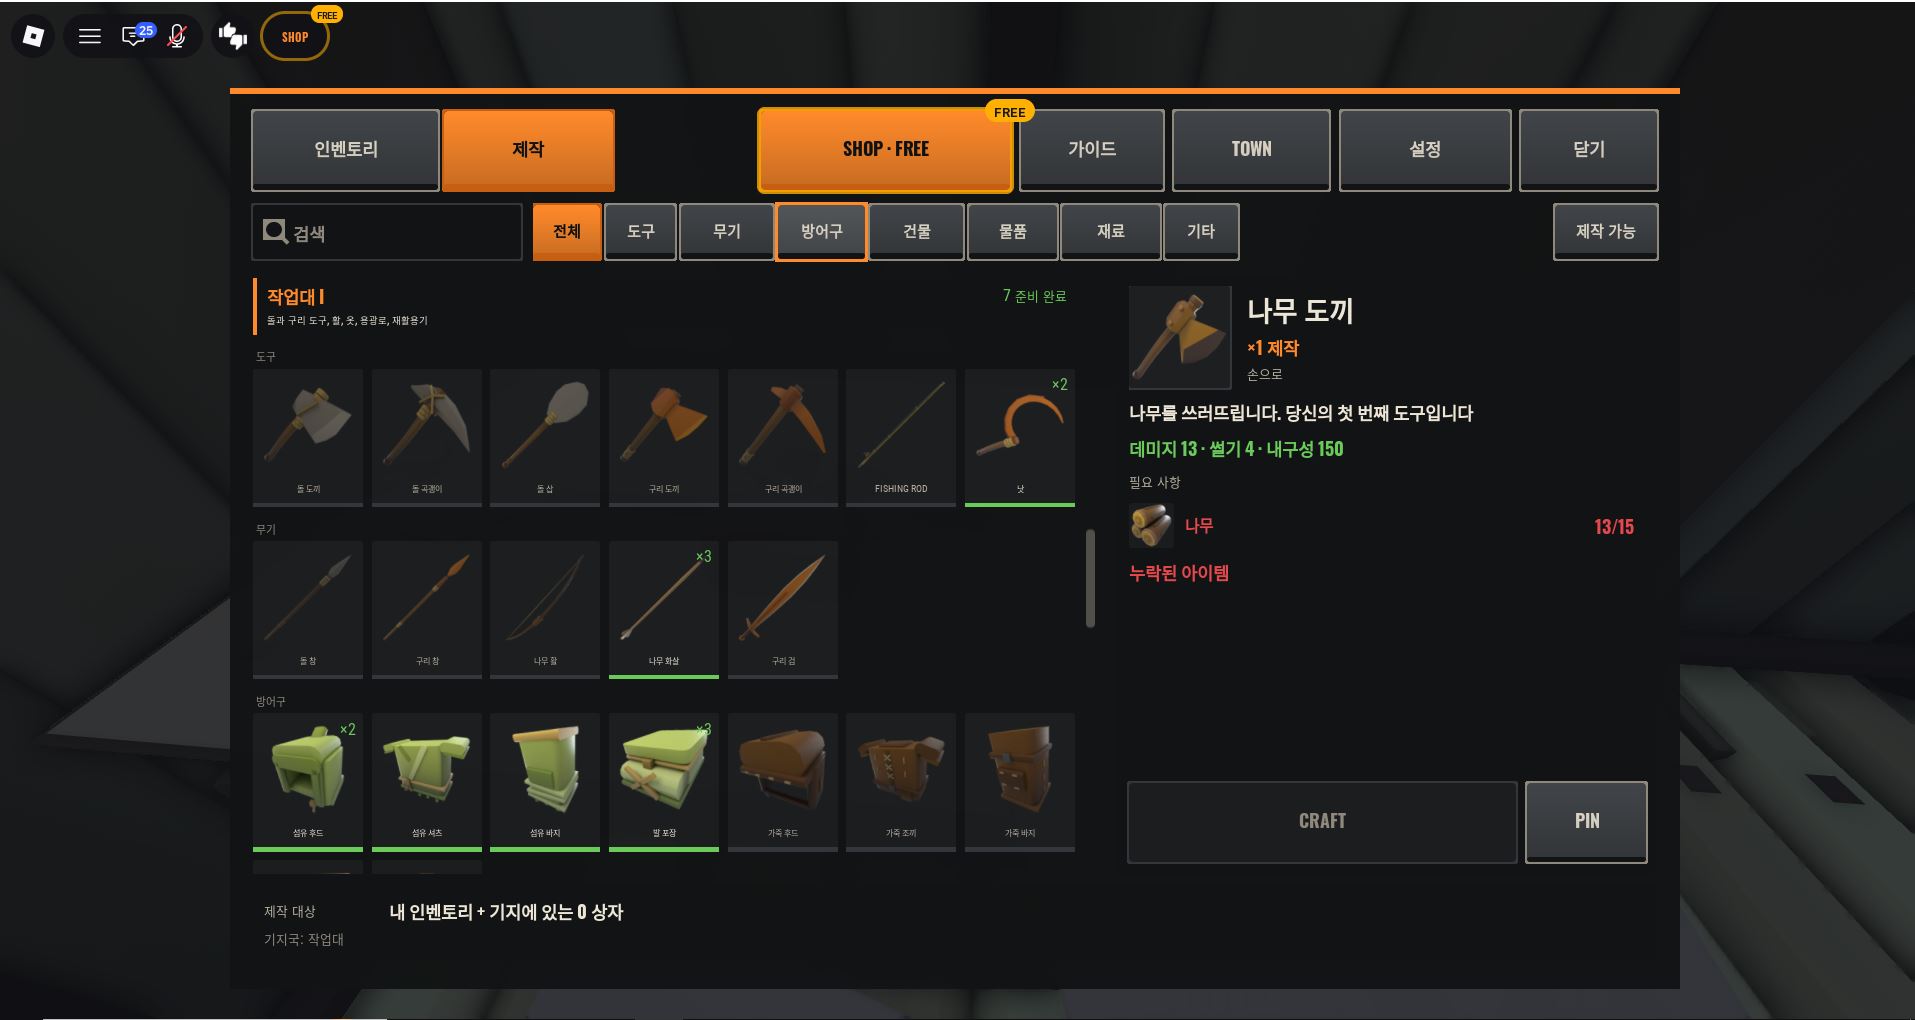 25
FREE
SHOP
인벤토리
제작
SHOP · FREE
FREE
가이드
TOWN
설정
닫기
검색
전체
도구
무기
방어구
건물
물품
재료
기타
제작 가능
작업대 I
7 준비 완료
돌과 구리 도구, 활, 옷, 용광로, 재활용기
도구
×2
돌 도끼
돌 곡괭이
돌 삽
구리 도끼
구리 곡괭이
FISHING ROD
낫
무기
×3
돌 창
구리 창
나무 활
나무 화살
구리 검
방어구
×2
×3
섬유 후드
섬유 셔츠
섬유 바지
발 포장
가죽 후드
가죽 조끼
가죽 바지
나무 도끼
×1 제작
손으로
나무를 쓰러뜨립니다. 당신의 첫 번째 도구입니다
데미지 13 · 썰기 4 · 내구성 150
필요 사항
나무 13/15
누락된 아이템
CRAFT
PIN
제작 대상 내 인벤토리 + 기지에 있는 0 상자
기지국: 작업대